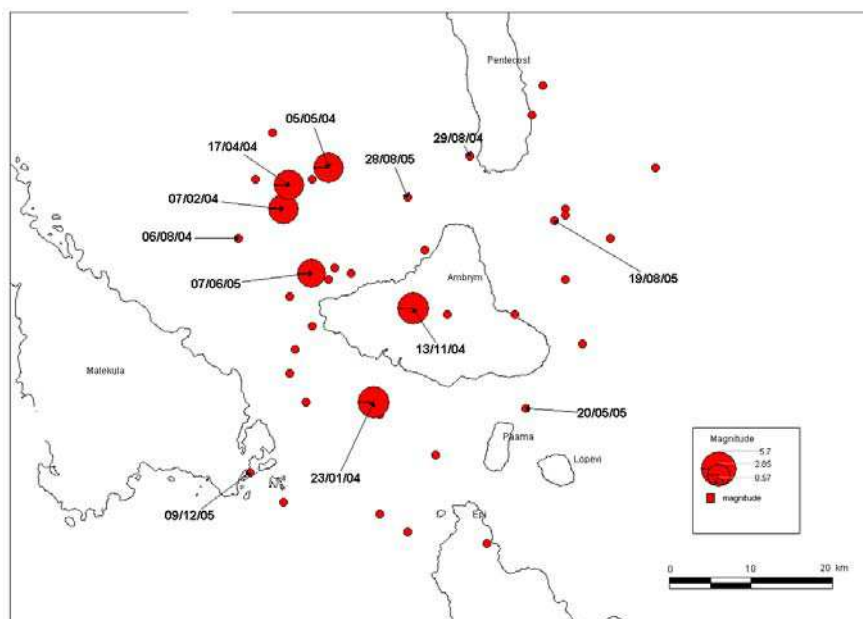 Pentecost
05/05/04
17/04/04
29/08/04
28/08/05
07/02/04
06/08/04
07/06/05
Ambrym
19/08/05
13/11/04
Malekula
20/05/05
Paama
Lopevi
23/01/04
09/12/05
Epi
Magnitude
5.7
2.85
0.57
magnitude
0 10 20 km